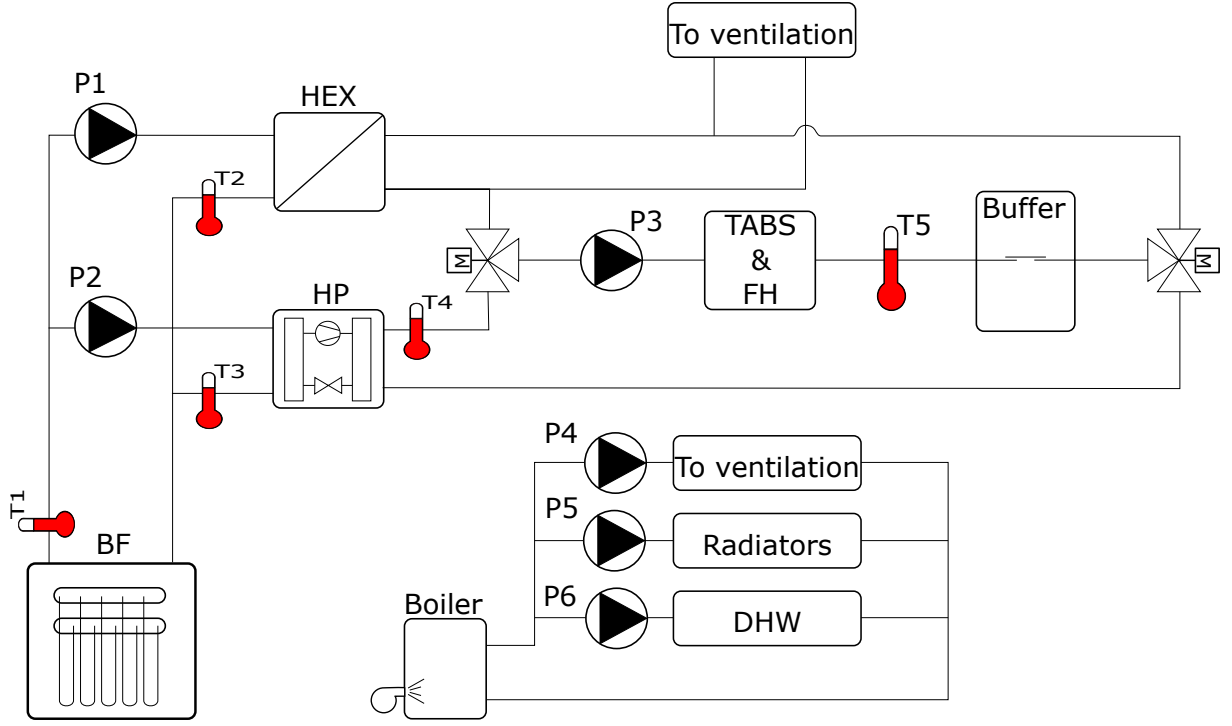 To ventilation
P1
HEX
T2
P3
TABS
&
FH
T5
Buffer
M
M
P2
HP
T4
T3
P4
To ventilation
T1
P5
BF
Radiators
P6
Boiler
DHW